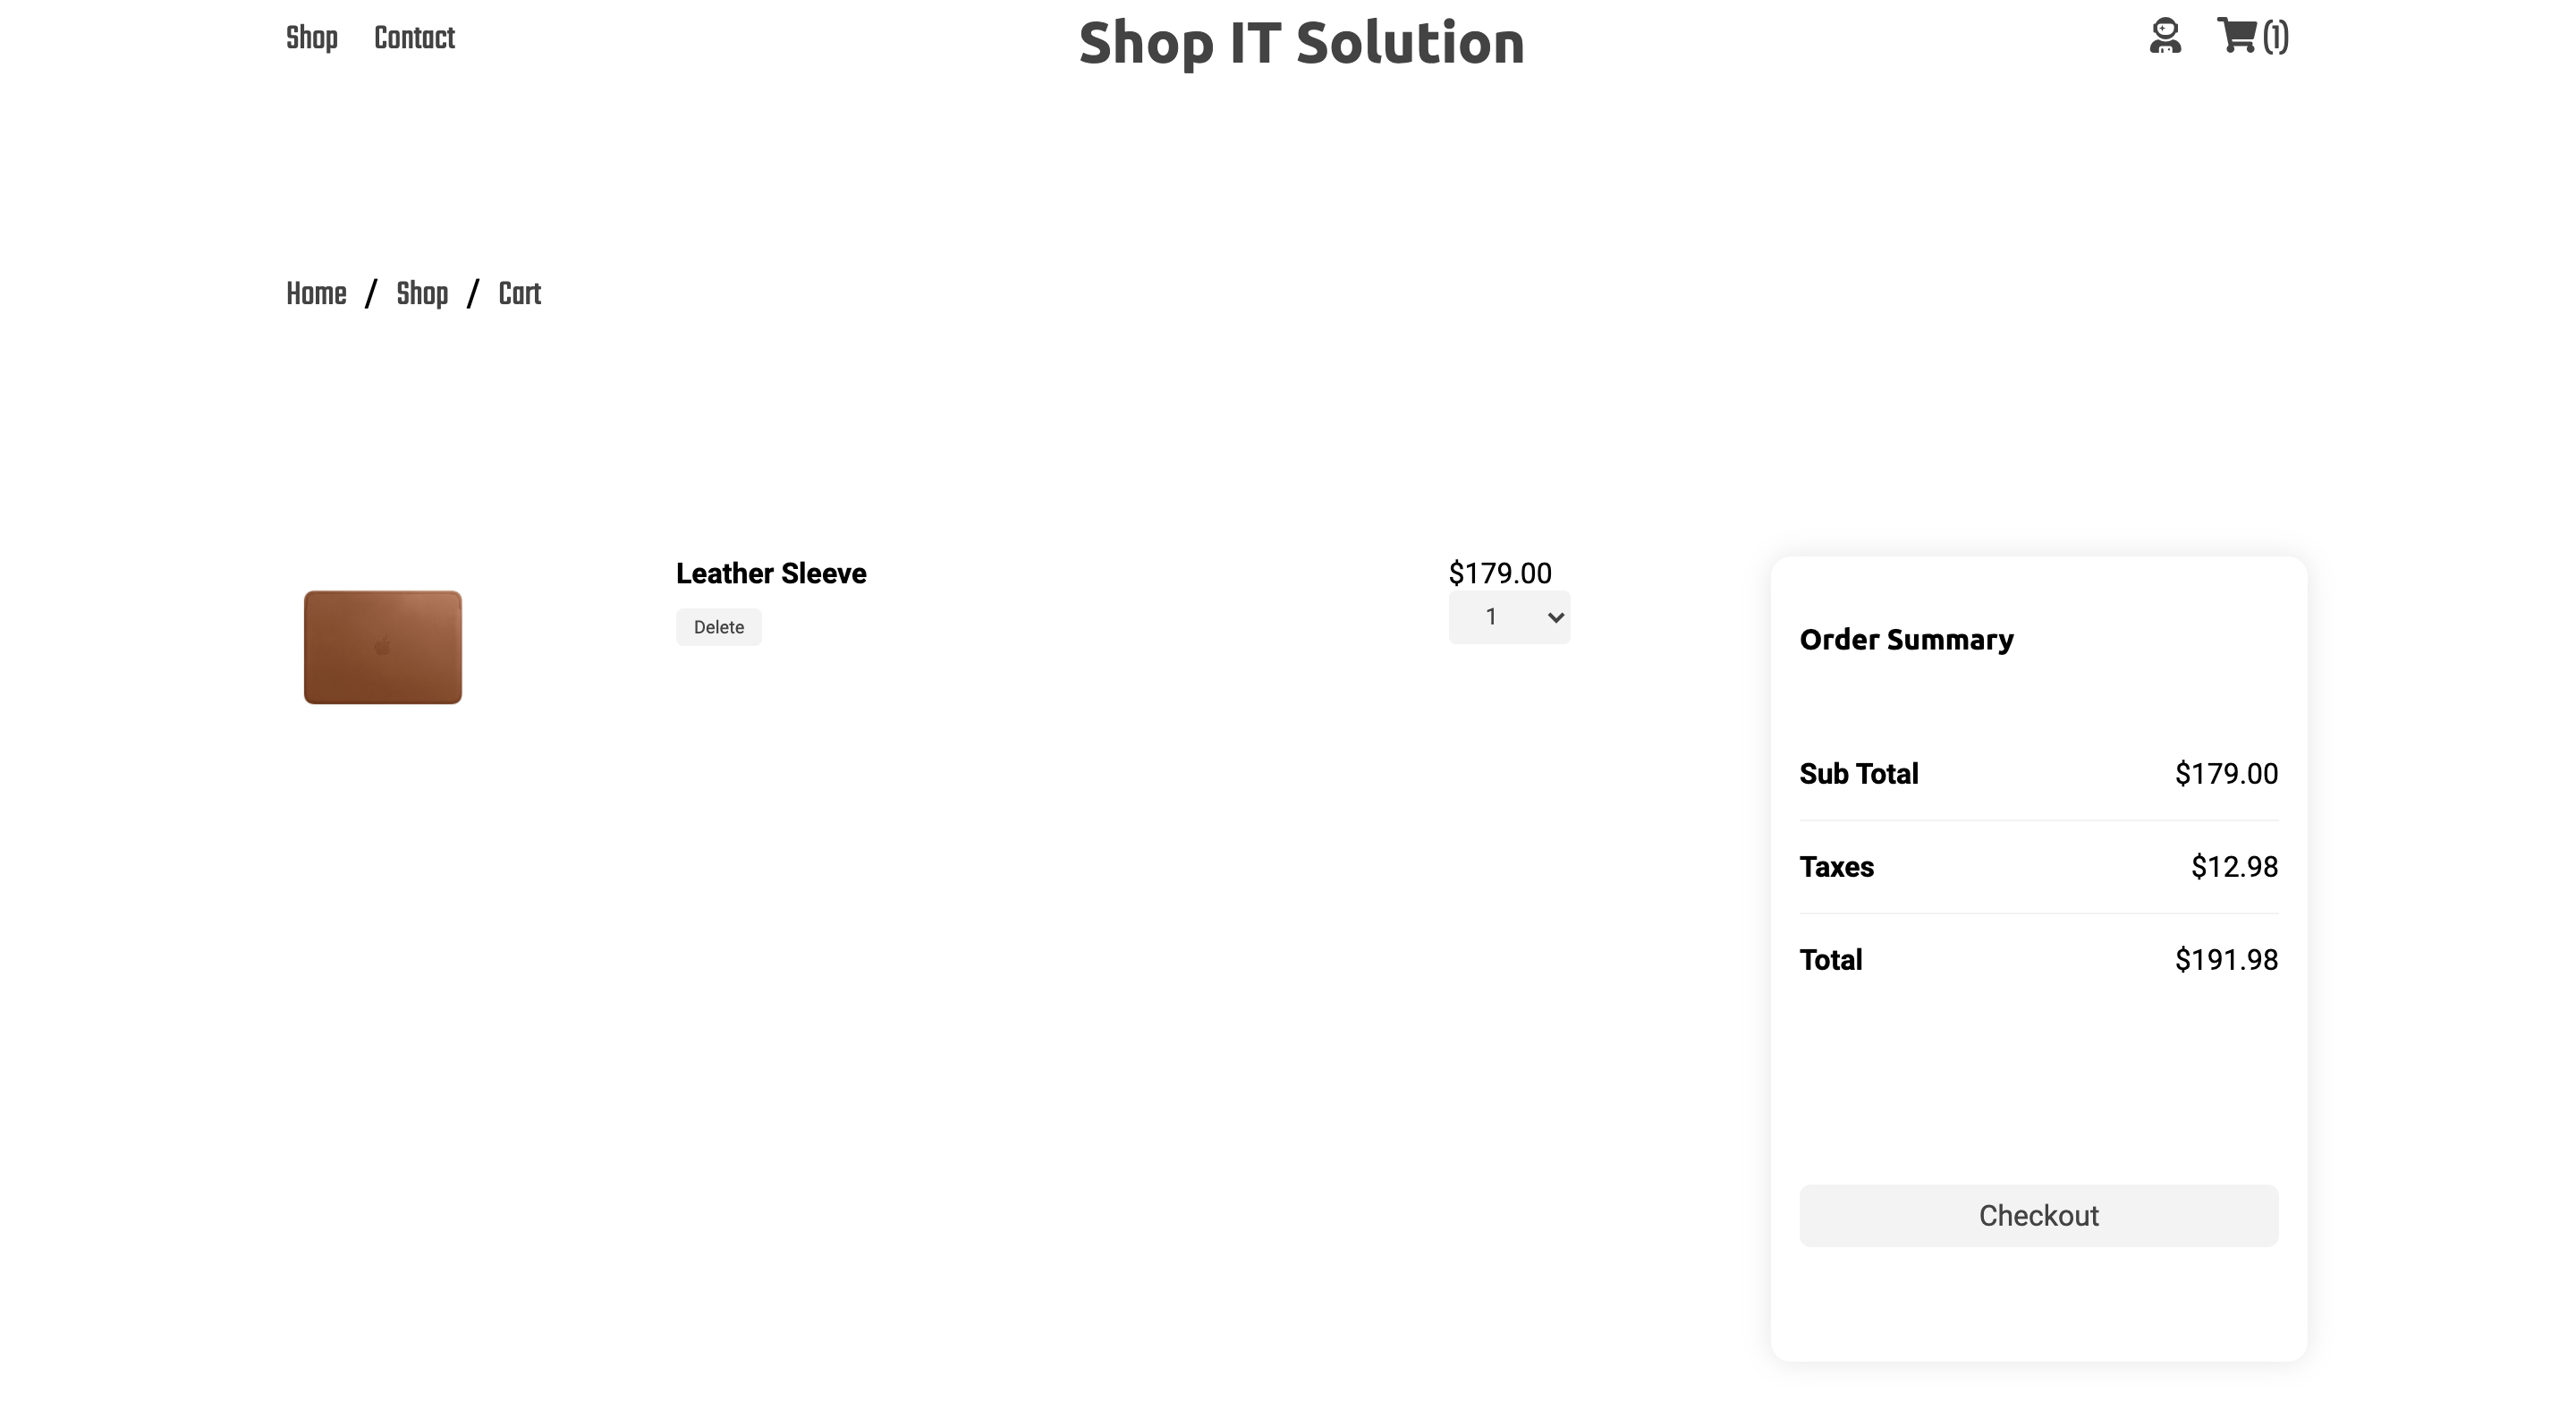 Shop Contact Shop IT Solution (1)
Home / Shop / Cart
Leather Sleeve $179.00
Delete 1
Order Summary
Sub Total $179.00
Taxes $12.98
Total $191.98
Checkout